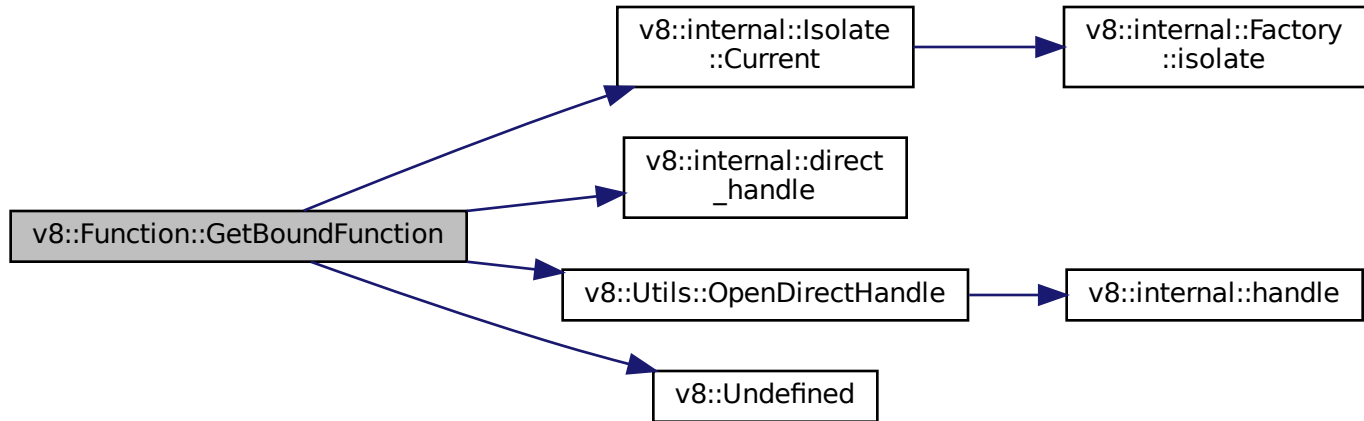 v8::internal::Isolate
::Current
v8::internal::Factory
::isolate
v8::internal::direct
_handle
v8::Function::GetBoundFunction
v8::Utils::OpenDirectHandle
v8::internal::handle
v8::Undefined